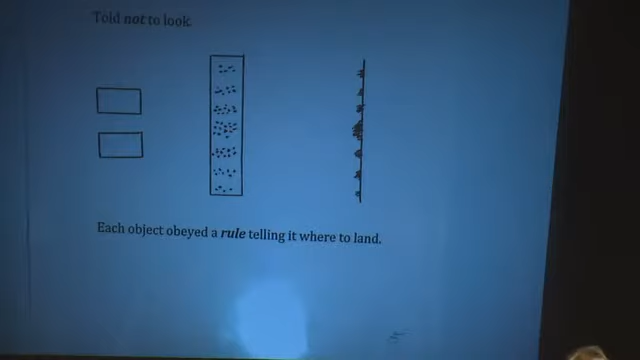 Told not to look.
Each object obeyed a rule telling it where to land.